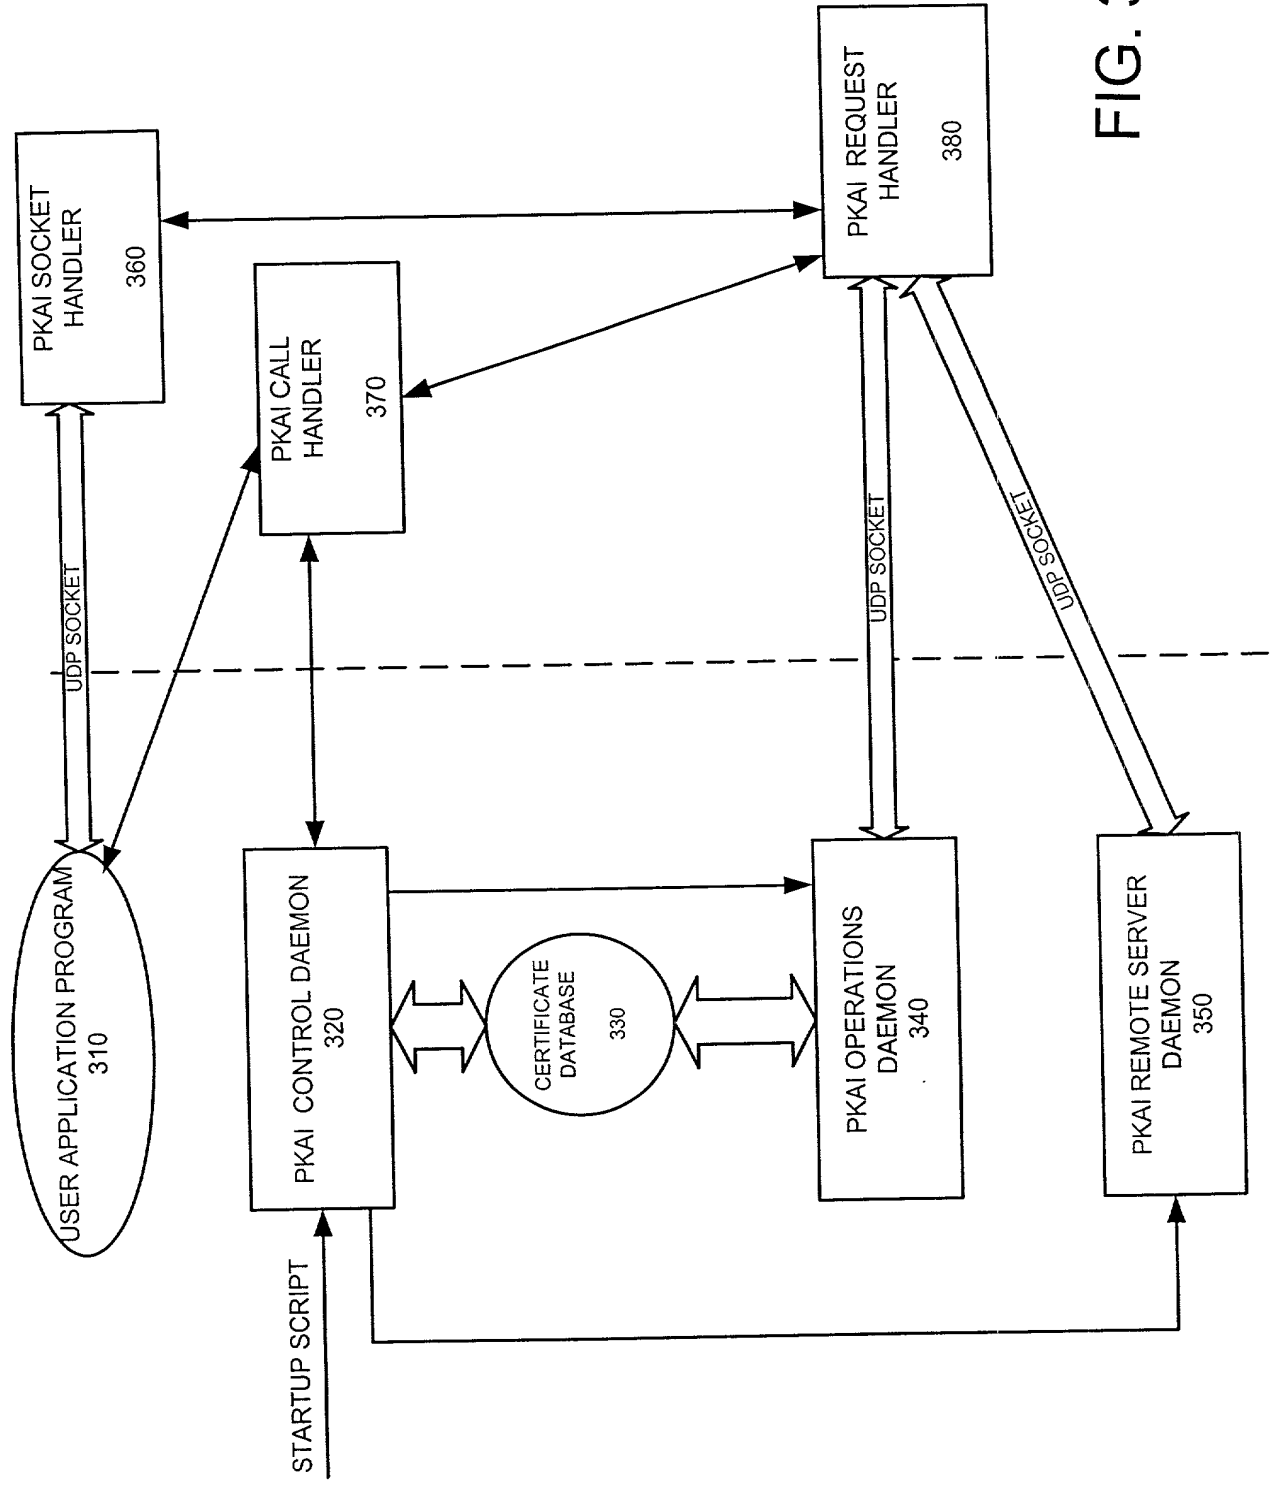 USER APPLICATION PROGRAM
310
UDP SOCKET
PKAI SOCKET
HANDLER
360
STARTUP SCRIPT
PKAI CONTROL DAEMON
320
PKAI CALL
HANDLER
370
CERTIFICATE
DATABASE
330
PKAI OPERATIONS
DAEMON
340
UDP SOCKET
PKAI REQUEST
HANDLER
380
UDP SOCKET
PKAI REMOTE SERVER
DAEMON
350
FIG.